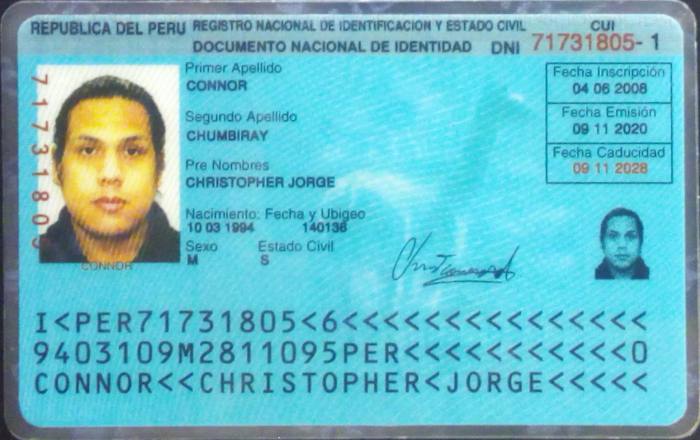 REPUBLICA DEL PERU REGISTRO NACIONAL DE IDENTIFICACION Y ESTADO CIVIL
DOCUMENTO NACIONAL DE IDENTIDAD DNI
CUI
71731805-1
Primer Apellido
CONNOR
Segundo Apellido
CHUMBIRAY
Pre Nombres
CHRISTOPHER JORGE
Nacimiento: Fecha y Ubigeo
10 03 1994 140136
Sexo Estado Civil
M S
Fecha Inscripción
04 06 2008
Fecha Emisión
09 11 2020
Fecha Caducidad
09 11 2028
71731805
CONNOR
I<PER71731805<6<<<<<<<<<<<<<<<
9403109M2811095PER<<<<<<<<<<<0
CONNOR<<CHRISTOPHER<JORGE<<<<<